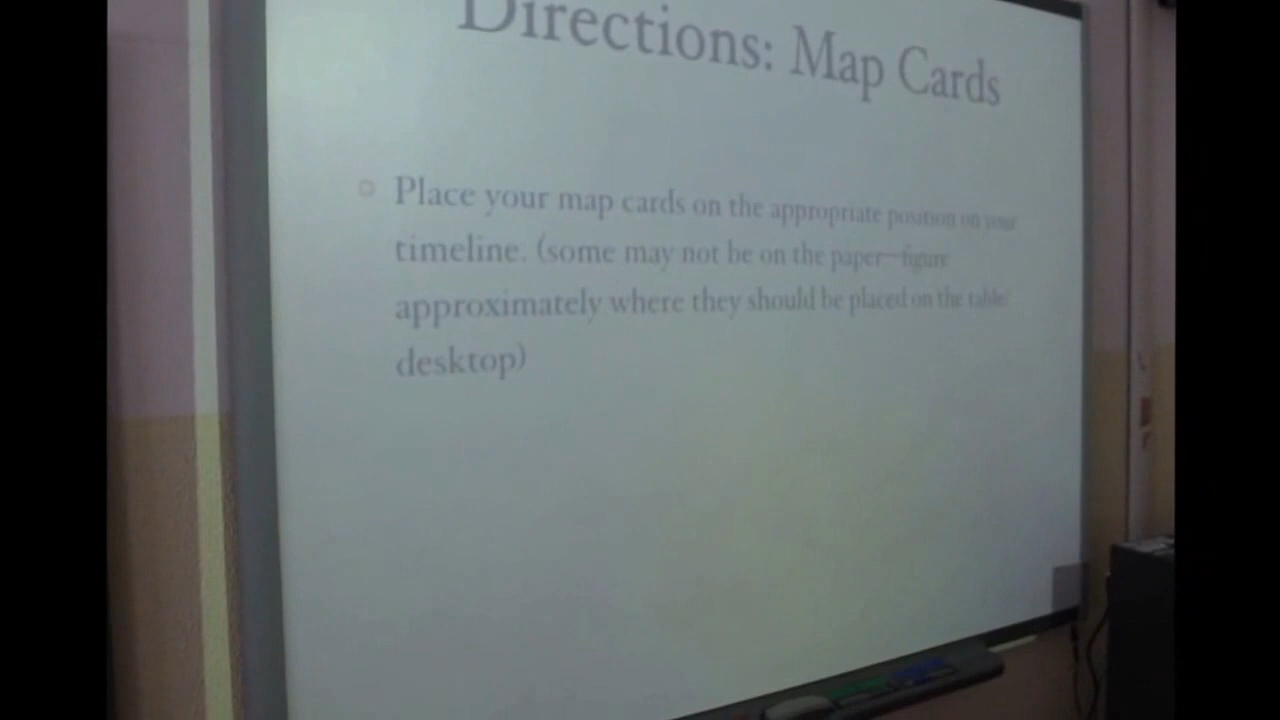 Directions: Map Cards
Place your map cards on the appropriate position on your
timeline. (some may not be on the paper—figure
approximately where they should be placed on the table/
desktop)